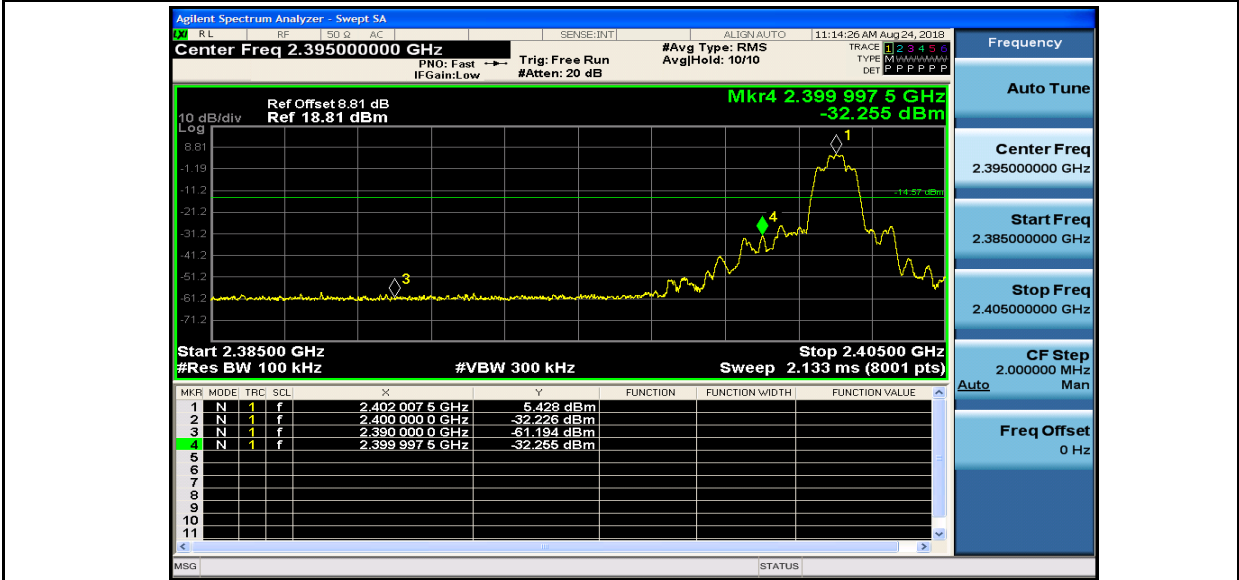 Agilent Spectrum Analyzer - Swept SA
LXI RL RF 50 Ω AC SENSE:INT ALIGN AUTO 11:14:26 AM Aug 24, 2018
Center Freq 2.395000000 GHz
PNO: Fast
IFGain:Low
Trig: Free Run
#Atten: 20 dB
#Avg Type: RMS
Avg|Hold: 10/10
TRACE 1 2 3 4 5 6
TYPE M
DET P P P P P P
Mkr4 2.399 997 5 GHz
-32.255 dBm
Ref Offset 8.81 dB
10 dB/div Ref 18.81 dBm
Log
8.81
-1.19
-11.2
-21.2
-31.2
-41.2
-51.2
-61.2
-71.2
1
4
3
-14.57 dBm
Start 2.38500 GHz Stop 2.40500 GHz
#Res BW 100 kHz #VBW 300 kHz Sweep 2.133 ms (8001 pts)
MKR MODE TRC SCL X Y FUNCTION FUNCTION WIDTH FUNCTION VALUE
1 N 1 f 2.402 007 5 GHz 5.428 dBm
2 N 1 f 2.400 000 0 GHz -32.226 dBm
3 N 1 f 2.390 000 0 GHz -61.194 dBm
4 N 1 f 2.399 997 5 GHz -32.255 dBm
5
6
7
8
9
10
11
MSG STATUS
Frequency
Auto Tune
Center Freq
2.395000000 GHz
Start Freq
2.385000000 GHz
Stop Freq
2.405000000 GHz
CF Step
2.000000 MHz
Auto Man
Freq Offset
0 Hz